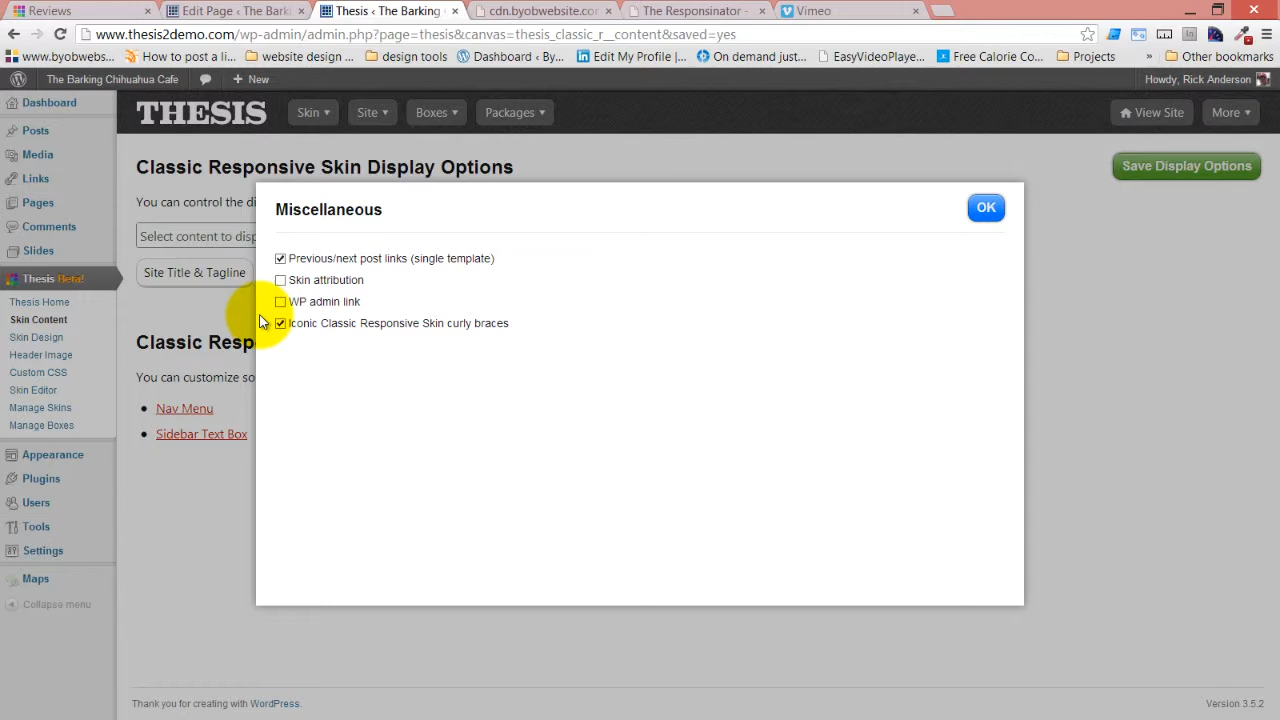 Reviews
Edit Page ‹ The Barki
Thesis ‹ The Barking
cdn.byobwebsite.co
The Responsinator -
Vimeo
www.thesis2demo.com/wp-admin/admin.php?page=thesis&canvas=thesis_classic_r__content&saved=yes
www.byobwebs...
How to post a li...
website design ...
design tools
Dashboard ‹ By...
Edit My Profile |...
On demand just...
EasyVideoPlaye...
Free Calorie Co...
Projects
»
Other bookmarks
The Barking Chihuahua Cafe
+ New
Howdy, Rick Anderson
Dashboard
Posts
Media
Links
Pages
Comments
Slides
Thesis Beta!
Thesis Home
Skin Content
Skin Design
Header Image
Custom CSS
Skin Editor
Manage Skins
Manage Boxes
Appearance
Plugins
Users
Tools
Settings
Maps
Collapse menu
THESIS
Skin
Site
Boxes
Packages
View Site
More
Classic Responsive Skin Display Options
Save Display Options
You can control the di
Select content to disp
Site Title & Tagline
Classic Resp
You can customize so
Nav Menu
Sidebar Text Box
Miscellaneous
OK
Previous/next post links (single template)
Skin attribution
WP admin link
Iconic Classic Responsive Skin curly braces
Thank you for creating with WordPress.
Version 3.5.2